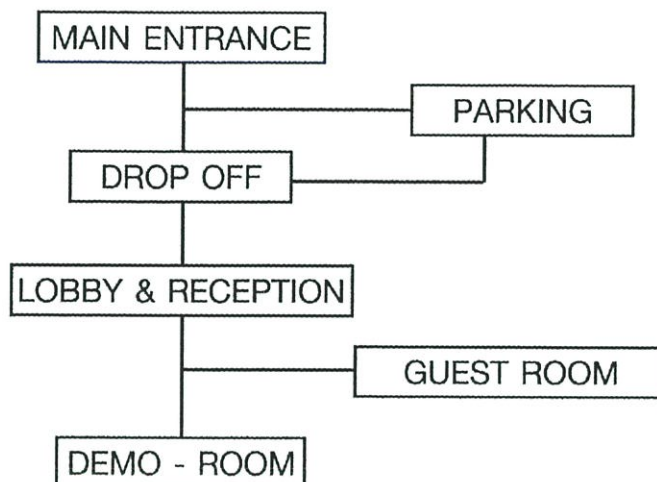 MAIN ENTRANCE
PARKING
DROP OFF
LOBBY & RECEPTION
GUEST ROOM
DEMO - ROOM